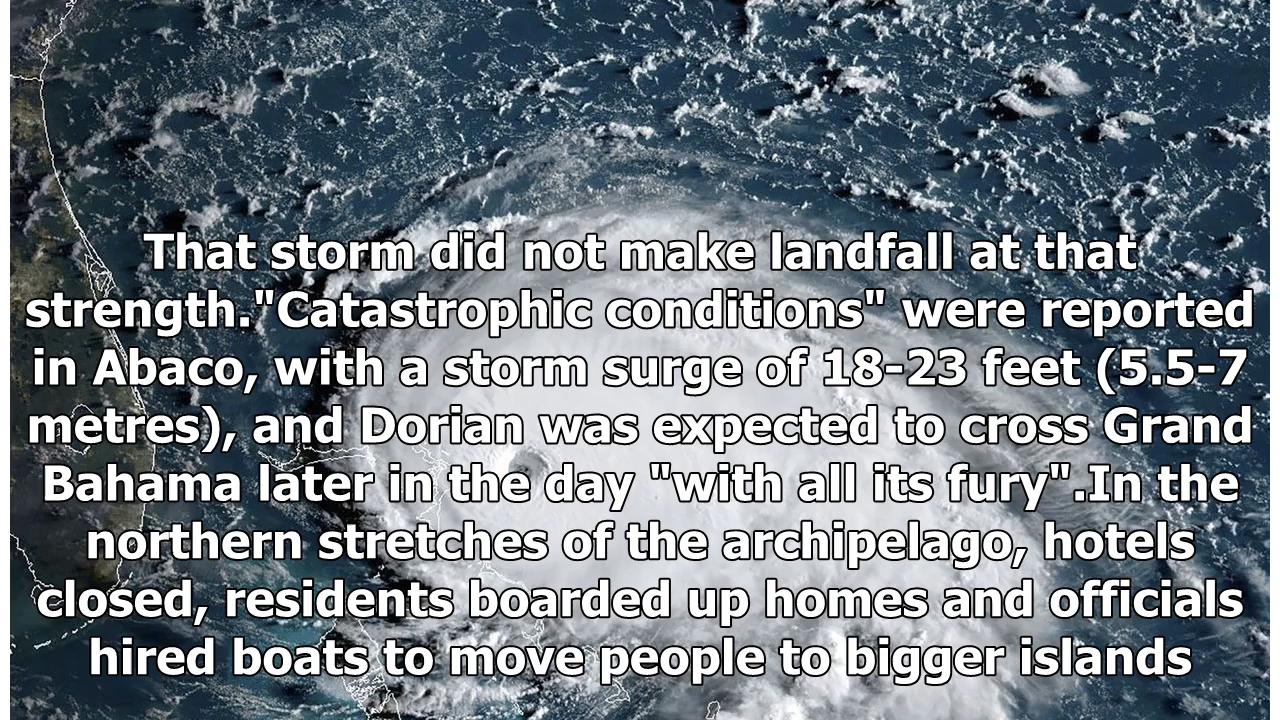 That storm did not make landfall at that
strength."Catastrophic conditions" were reported
in Abaco, with a storm surge of 18-23 feet (5.5-7
metres), and Dorian was expected to cross Grand
Bahama later in the day "with all its fury".In the
northern stretches of the archipelago, hotels
closed, residents boarded up homes and officials
hired boats to move people to bigger islands